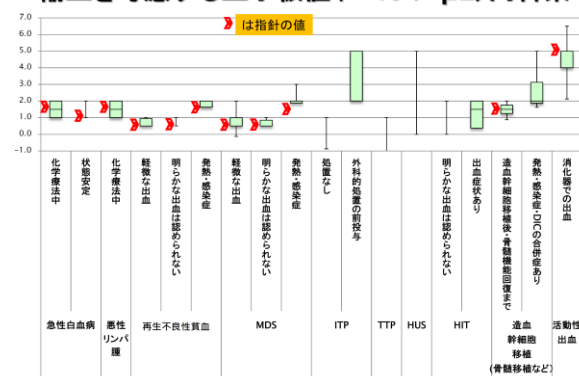 は指針の値
7.0
6.0
5.0
4.0
3.0
2.0
1.0
0.0
-1.0
化学療法中
状態安定
化学療法中
軽微な出血
明らかな出血は認められない
発熱・感染症
軽微な出血
明らかな出血は認められない
発熱・感染症
処置なし
外科的処置の前投与
明らかな出血は認められない
出血症状あり
造血幹細胞移植後・骨髄機能回復まで
発熱・感染症・DICの合併症あり
消化器での出血
急性白血病
悪性
リンパ
腫
再生不良性貧血
MDS
ITP
TTP
HUS
HIT
造血
幹細胞
移植
(骨髄移植など)
活動性
出血